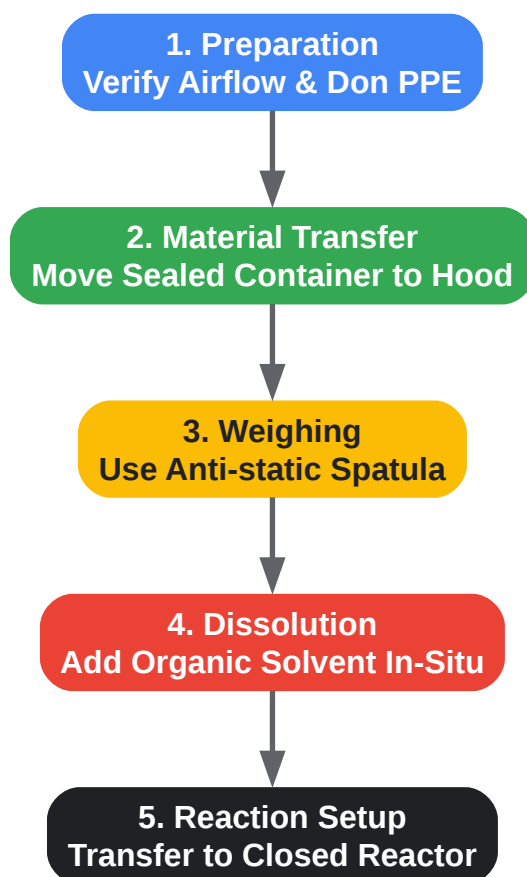 1. Preparation
Verify Airflow & Don PPE
2. Material Transfer
Move Sealed Container to Hood
3. Weighing
Use Anti-static Spatula
4. Dissolution
Add Organic Solvent In-Situ
5. Reaction Setup
Transfer to Closed Reactor